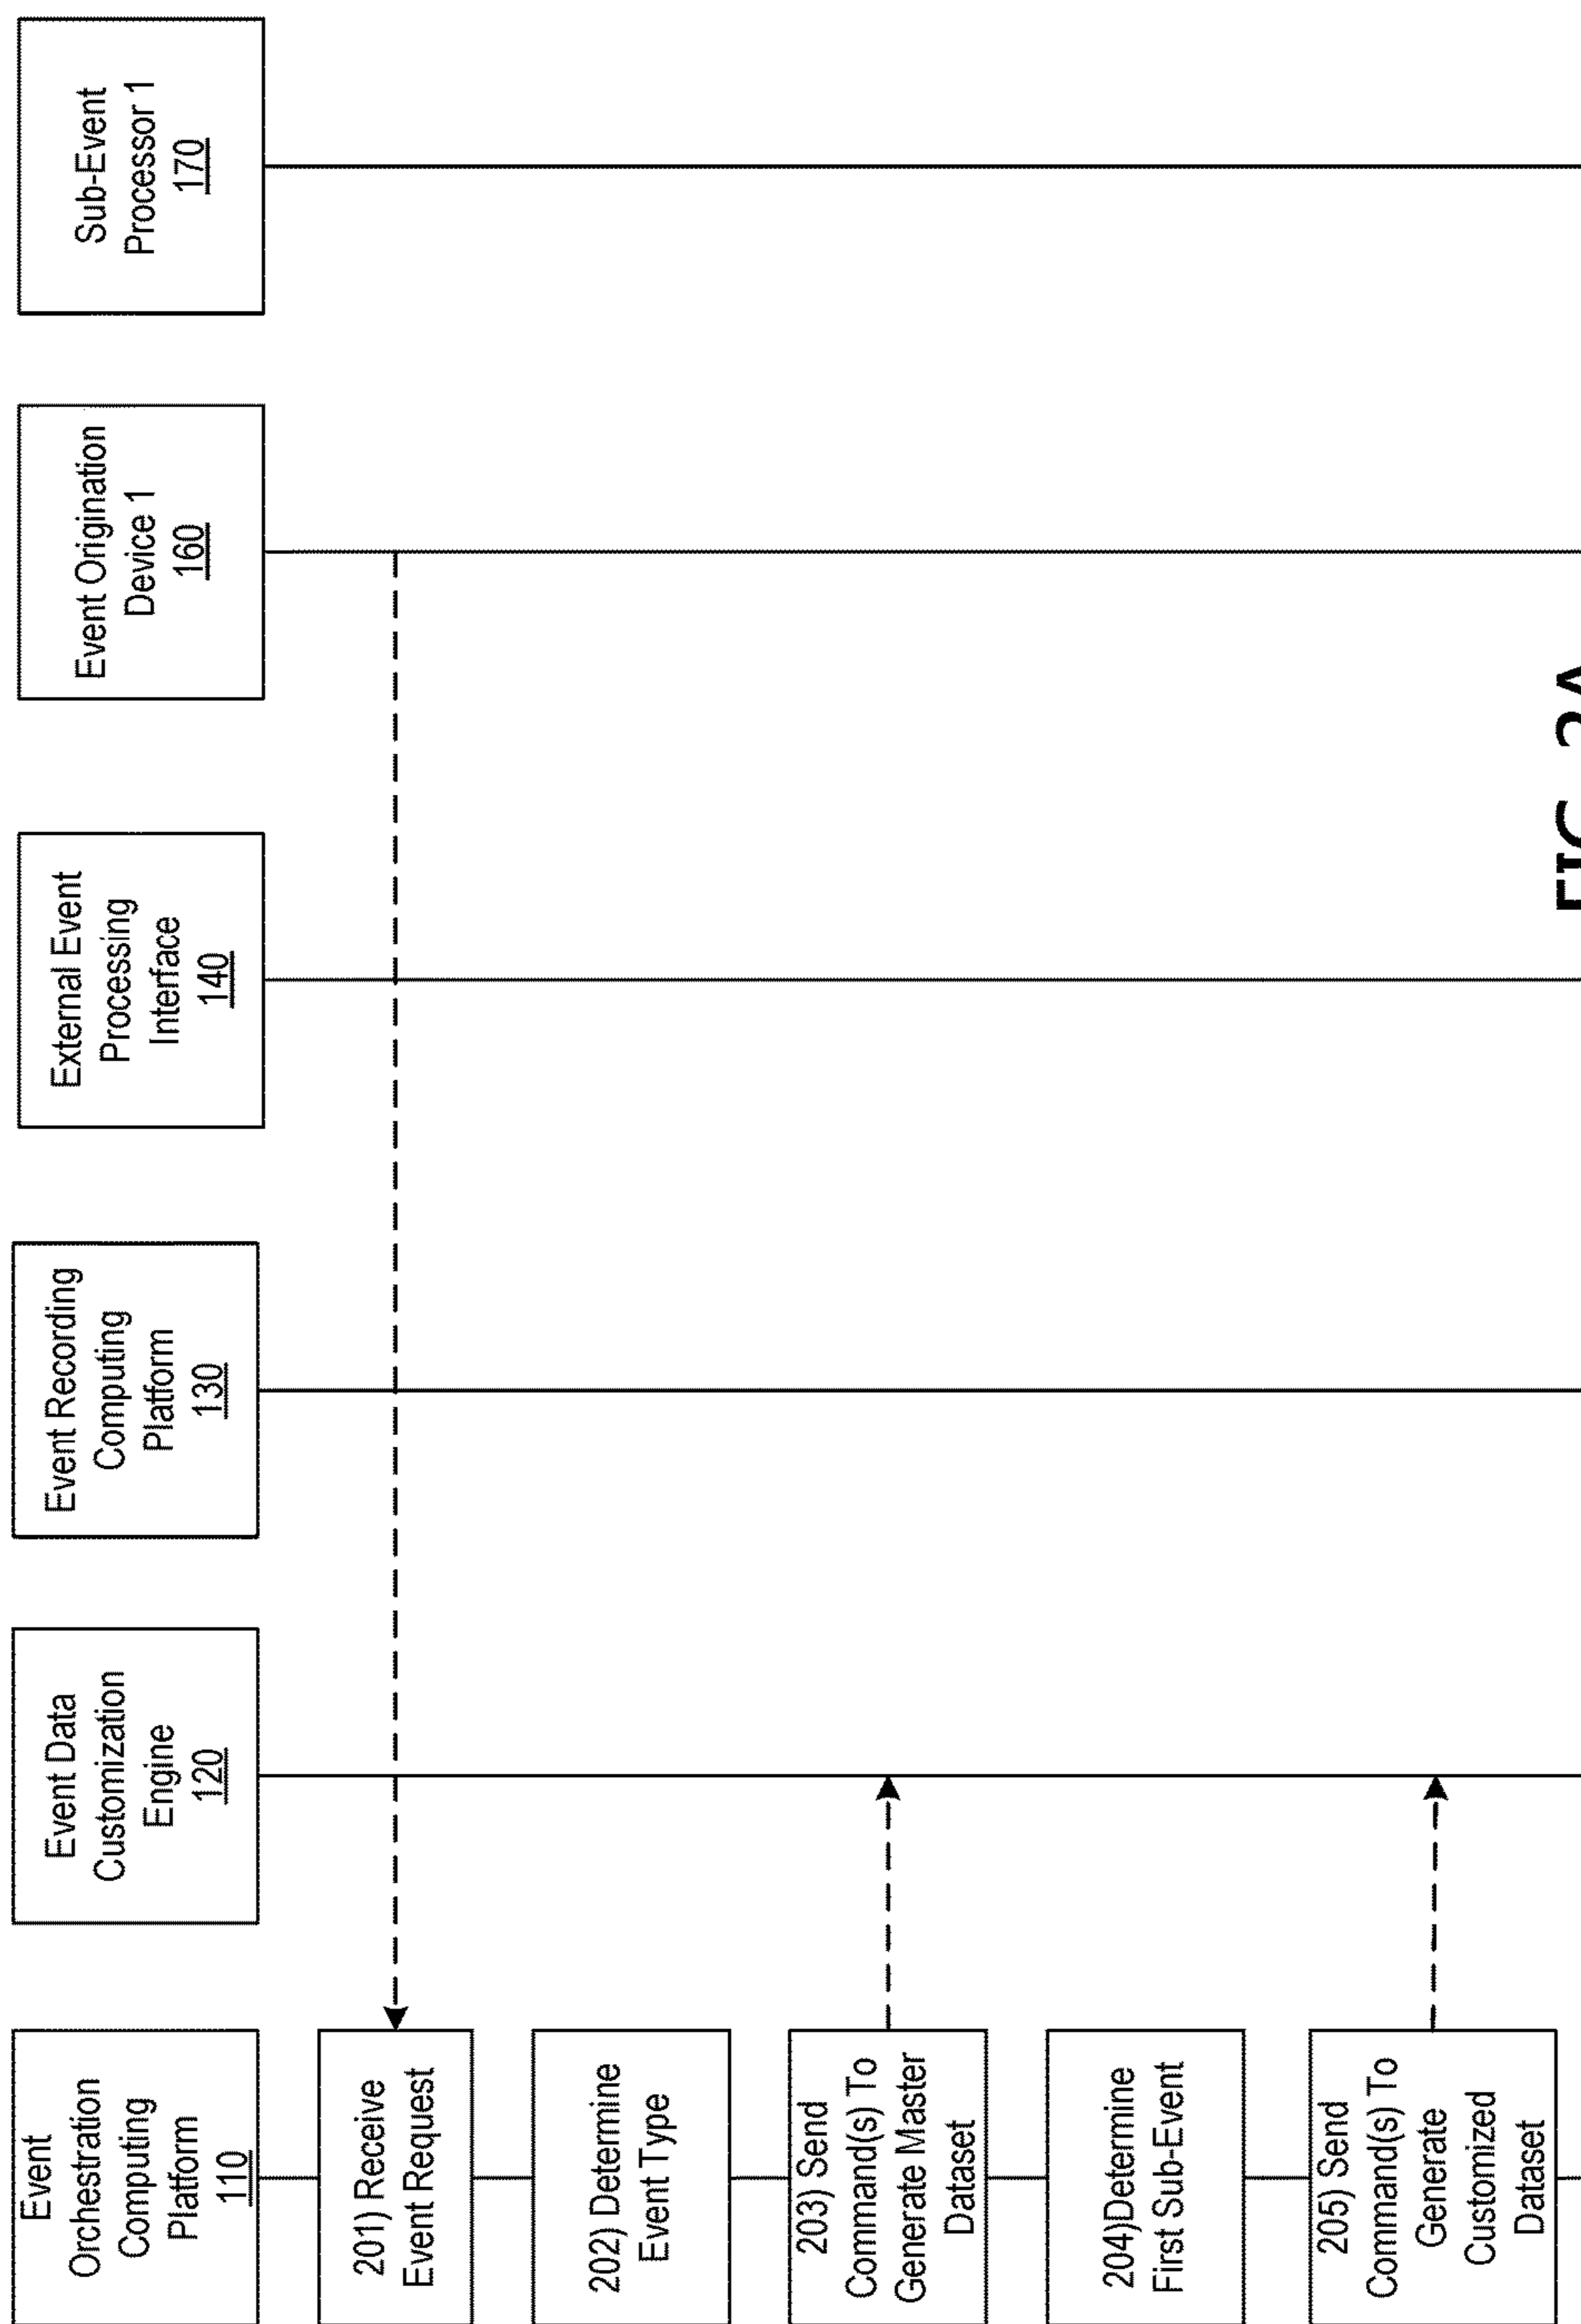 Event
Orchestration
Computing
Platform
110
Event Data
Customization
Engine
120
Event Recording
Computing
Platform
130
External Event
Processing
Interface
140
Event Origination
Device 1
160
Sub-Event
Processor 1
170
201) Receive
Event Request
202) Determine
Event Type
203) Send
Command(s) To
Generate Master
Dataset
204)Determine
First Sub-Event
205) Send
Command(s) To
Generate
Customized
Dataset
FIG. 2A